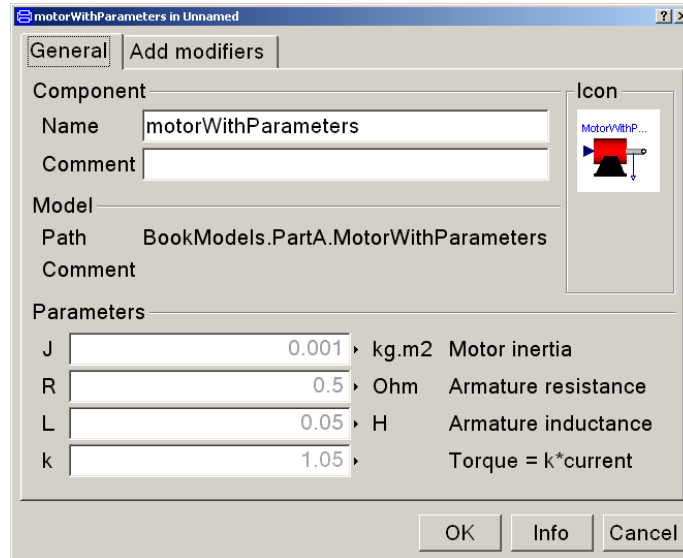 motorWithParameters in Unnamed
General Add modifiers
Component Icon
Name motorWithParameters
MotorWithP...
Comment
Model
Path BookModels.PartA.MotorWithParameters
Comment
Parameters
J 0.001 kg.m2 Motor inertia
R 0.5 Ohm Armature resistance
L 0.05 H Armature inductance
k 1.05 Torque = k*current
OK Info Cancel